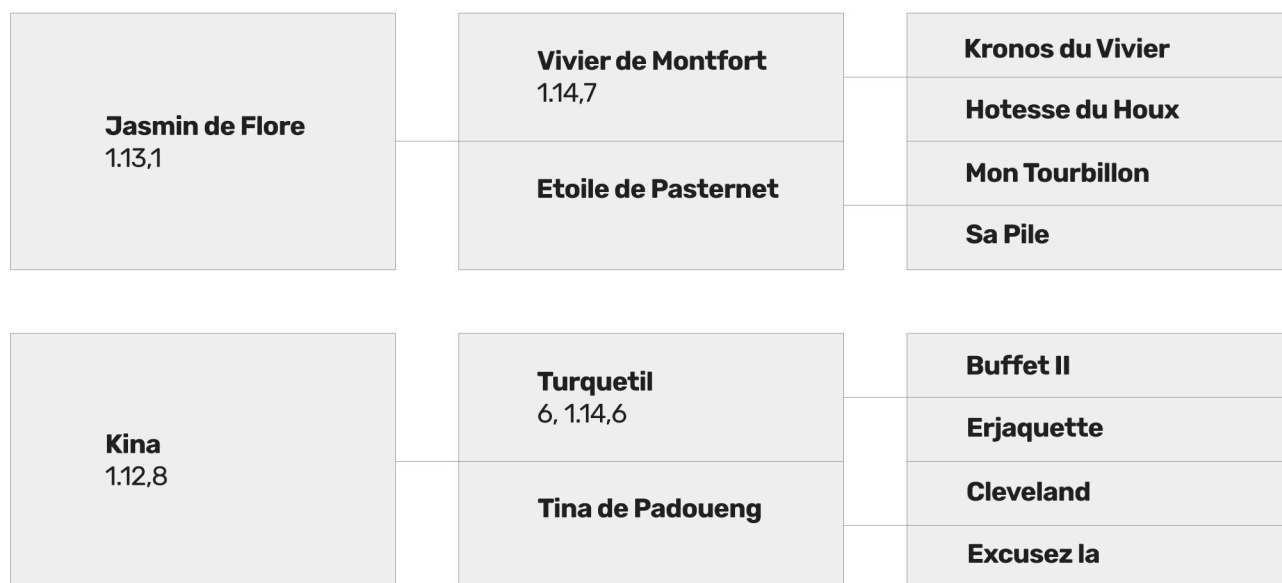 Jasmin de Flore
1.13,1
Vivier de Montfort
1.14,7
Etoile de Pasternet
Kronos du Vivier
Hotesse du Houx
Mon Tourbillon
Sa Pile
Kina
1.12,8
Turquetil
6, 1.14,6
Tina de Padoueng
Buffet II
Erjaquette
Cleveland
Excusez la